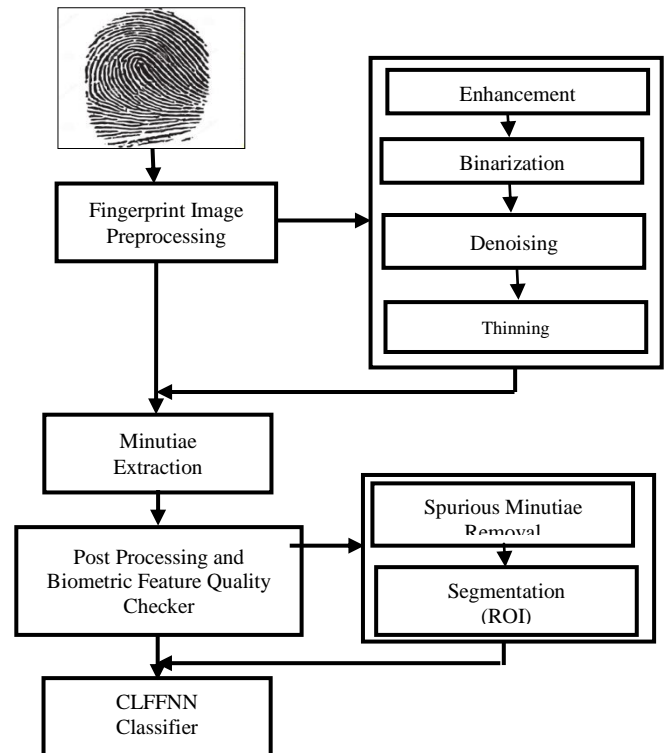 Enhancement
Binarization
Fingerprint Image
Preprocessing
Denoising
Thinning
Minutiae
Extraction
Spurious Minutiae
Removal
Post Processing and
Biometric Feature Quality
Checker
Segmentation
(ROI)
CLFFNN
Classifier